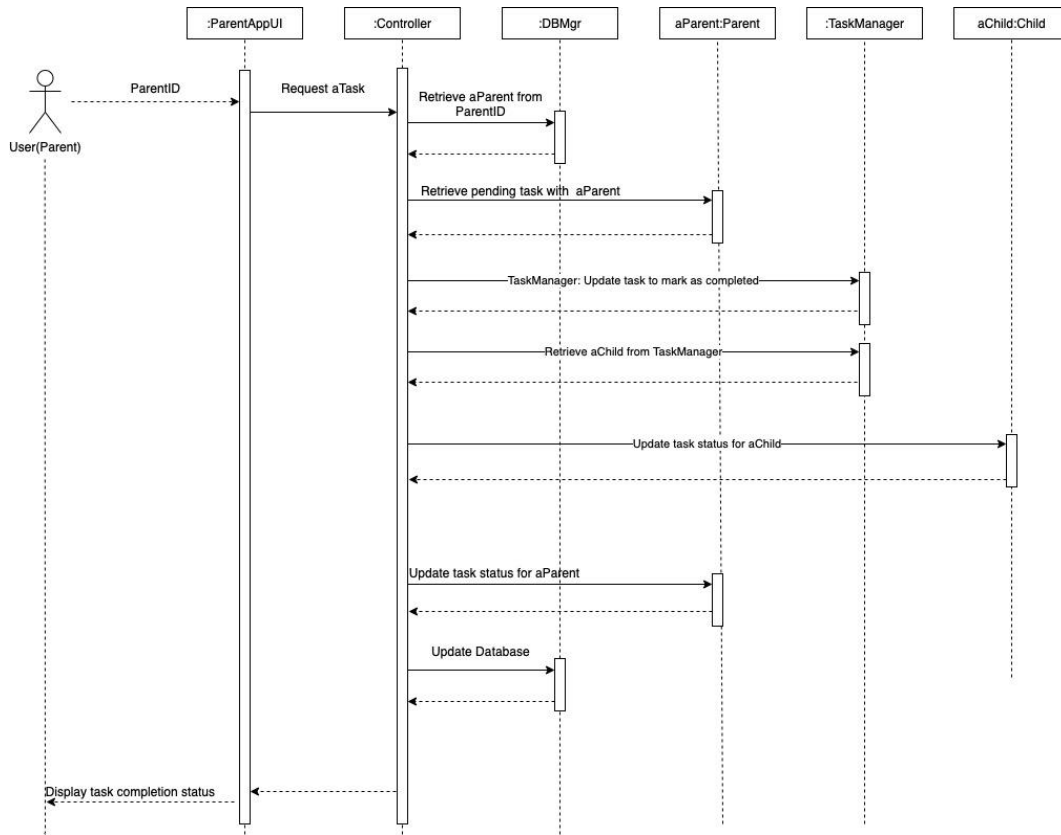 :ParentAppUI
:Controller
:DBMgr
aParent:Parent
:TaskManager
aChild:Child
ParentID
Request aTask
Retrieve aParent from
ParentID
User(Parent)
Retrieve pending task with aParent
TaskManager: Update task to mark as completed
Retrieve aChild from TaskManager
Update task status for aChild
Update task status for aParent
Update Database
Display task completion status